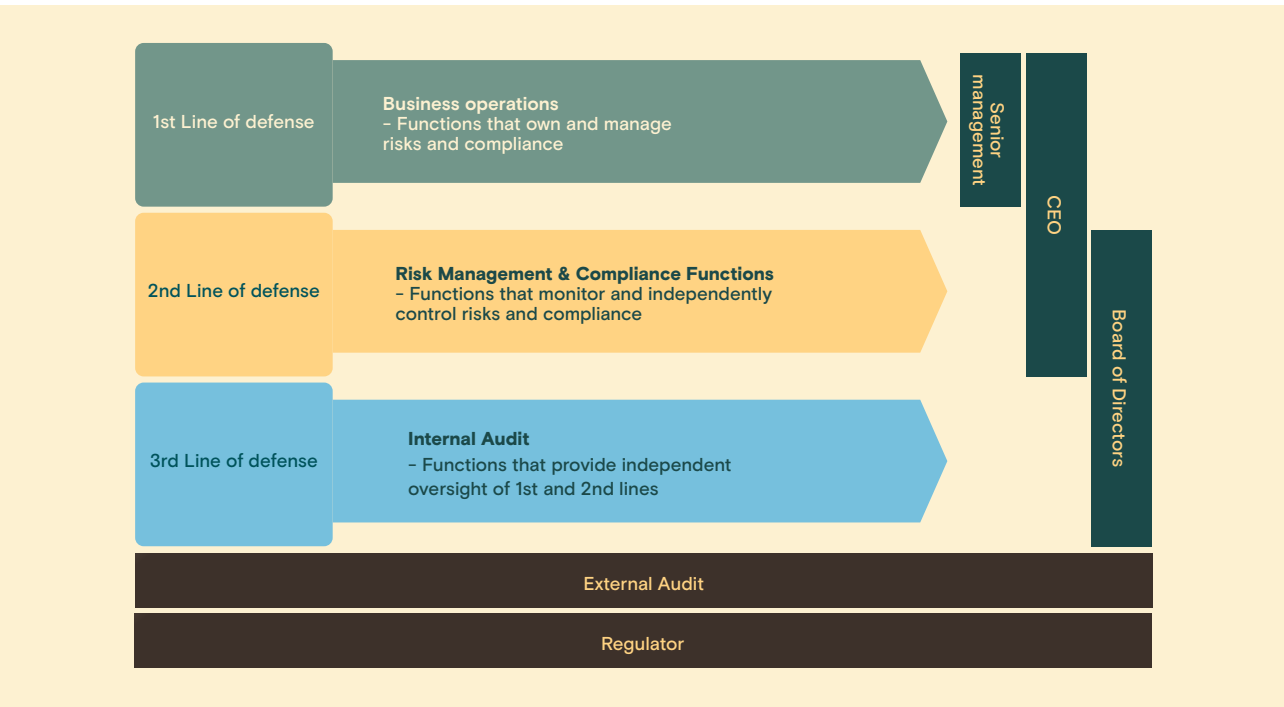 1st Line of defense
Business operations
- Functions that own and manage
risks and compliance
Senior
management
CEO
2nd Line of defense
Risk Management & Compliance Functions
- Functions that monitor and independently
control risks and compliance
Board of Directors
3rd Line of defense
Internal Audit
- Functions that provide independent
oversight of 1st and 2nd lines
External Audit
Regulator